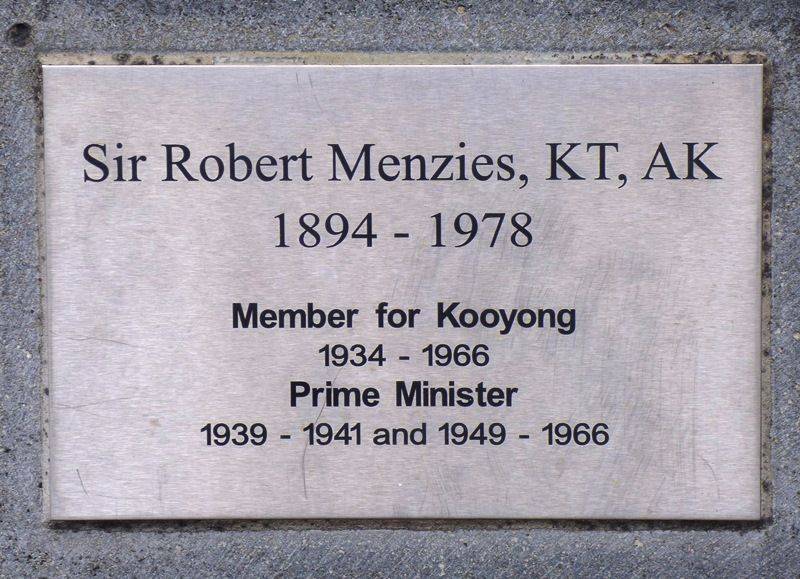 Sir Robert Menzies, KT, AK
1894 - 1978
Member for Kooyong
1934 - 1966
Prime Minister
1939 - 1941 and 1949 - 1966